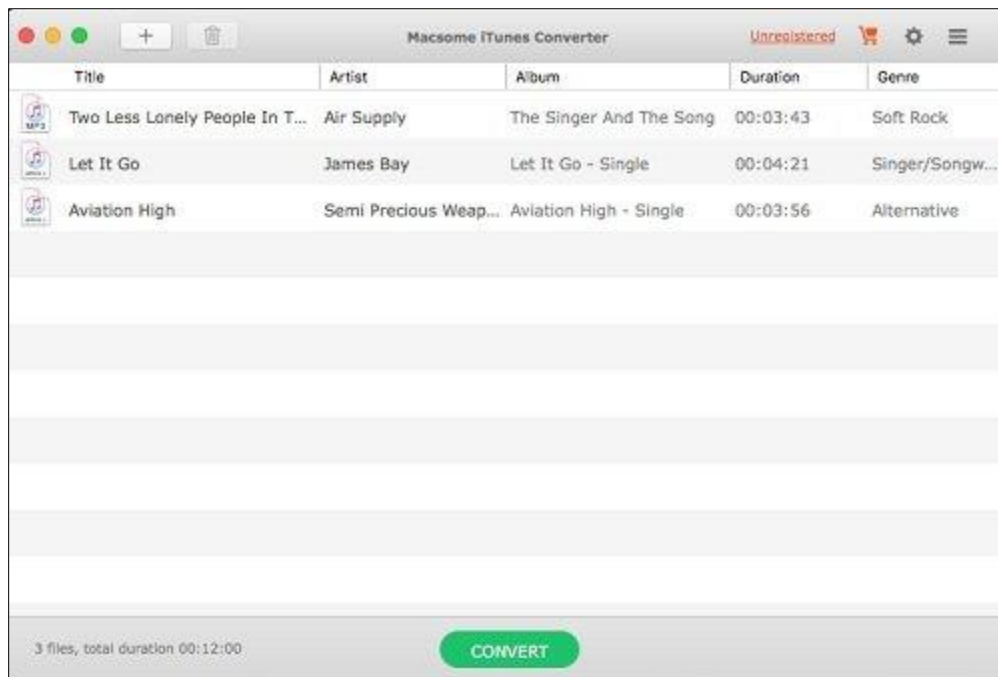 Macsome iTunes Converter Unregistered
Title Artist Album Duration Genre
MP3
Two Less Lonely People In T... Air Supply The Singer And The Song 00:03:43 Soft Rock
Let It Go James Bay Let It Go - Single 00:04:21 Singer/Songw...
Aviation High Semi Precious Weap... Aviation High - Single 00:03:56 Alternative
3 files, total duration 00:12:00 CONVERT